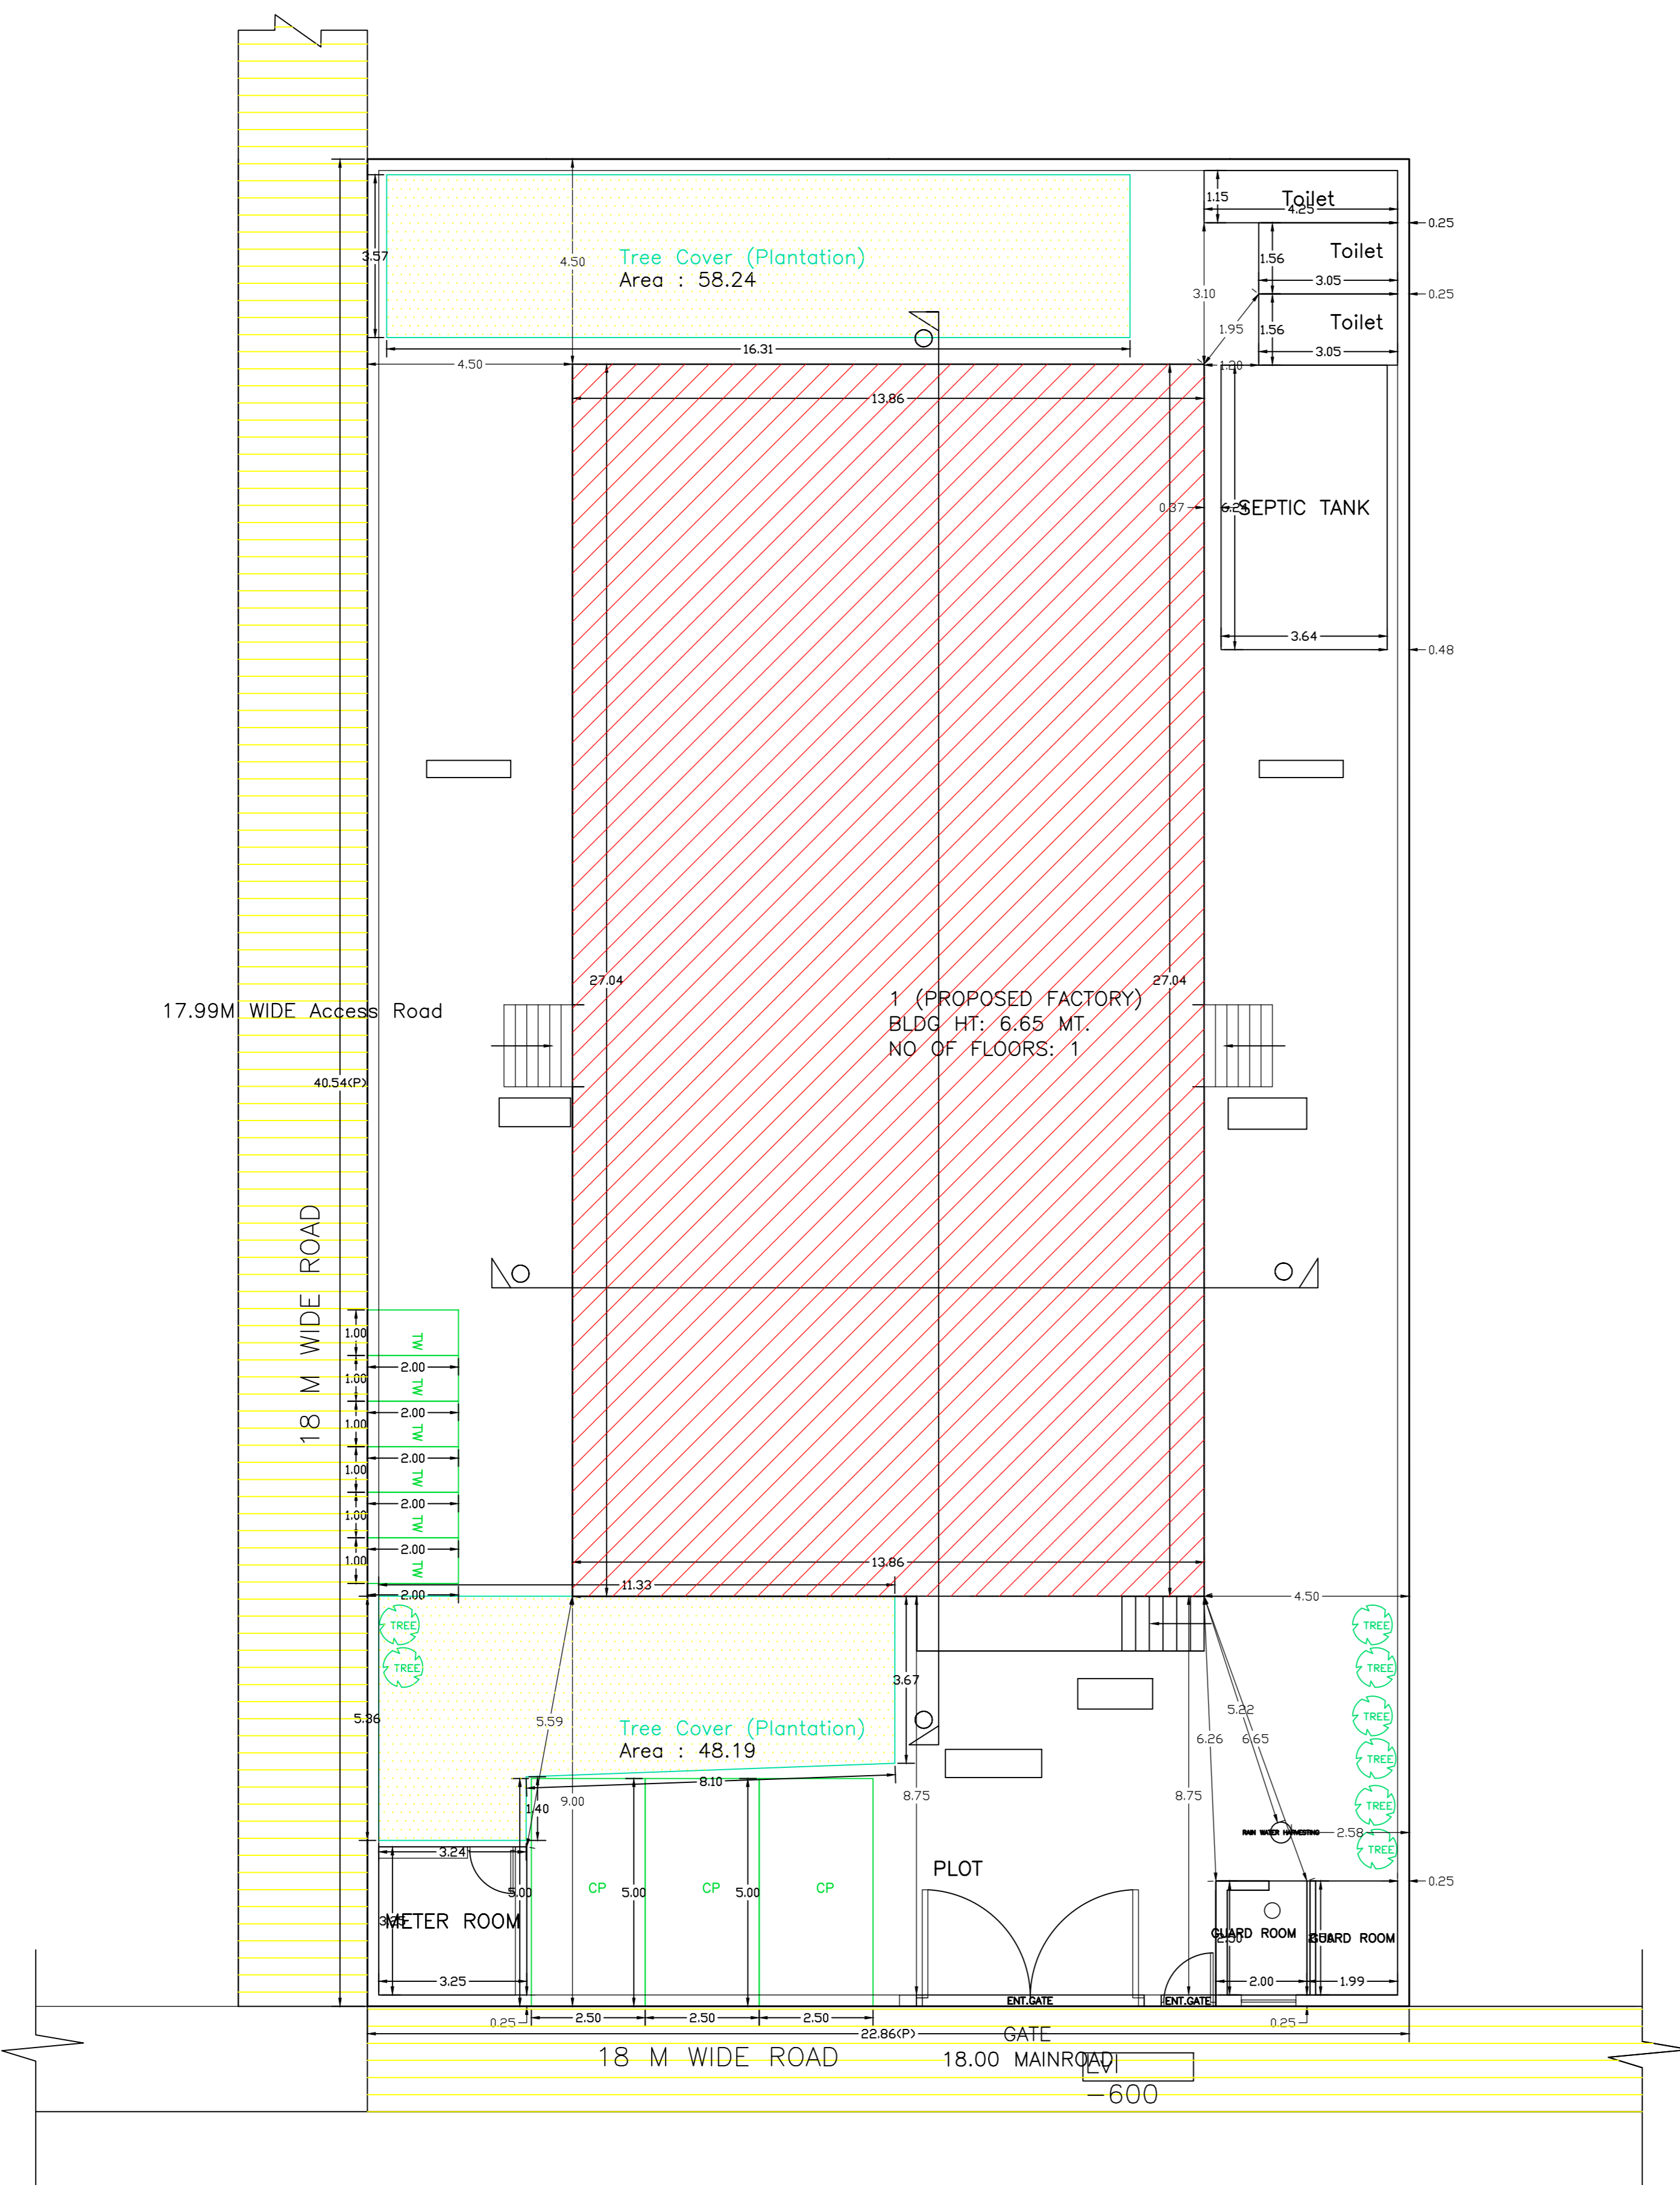 Toilet
1.15
4.25
0.25
Tree Cover (Plantation)
Area : 58.24
3.57
4.50
Toilet
1.56
3.05
0.25
3.10
Toilet
1.95
1.56
3.05
16.31
4.50
1.20
13.86
0.37
6.24
SEPTIC TANK
3.64
0.48
27.04
27.04
1 (PROPOSED FACTORY)
BLDG HT: 6.65 MT.
NO OF FLOORS: 1
17.99M WIDE Access Road
40.54(P)
18 M WIDE ROAD
1.00
TW
2.00
1.00
TW
2.00
1.00
TW
2.00
1.00
TW
2.00
1.00
TW
2.00
1.00
TW
2.00
13.86
11.33
4.50
TREE
TREE
TREE
TREE
TREE
TREE
TREE
TREE
3.67
5.36
5.59
Tree Cover (Plantation)
Area : 48.19
5.22
6.26
6.65
8.10
1.40
9.00
8.75
8.75
RAIN WATER HARVESTING
2.58
3.24
PLOT
5.00
CP
5.00
CP
5.00
CP
0.25
METER ROOM
GUARD ROOM
GUARD ROOM
2.50
3.25
2.00
1.99
ENT.GATE
ENT.GATE
0.25
2.50
2.50
2.50
0.25
22.86(P)
GATE
18 M WIDE ROAD
18.00 MAINROAD
-600